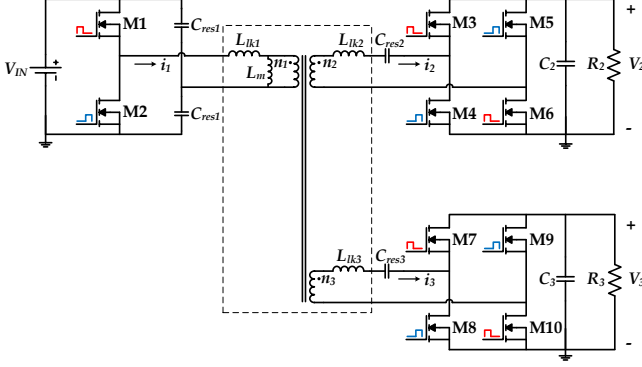 M1
C_res1
M3
M5
+
L_lk1
L_lk2
C_res2
V_IN
+
-
i_1
L_m
n_1
n_2
i_2
C_2
R_2
V_2
M2
C_res1
M4
M6
-
M7
M9
+
L_lk3
C_res3
n_3
i_3
C_3
R_3
V_3
M8
M10
-